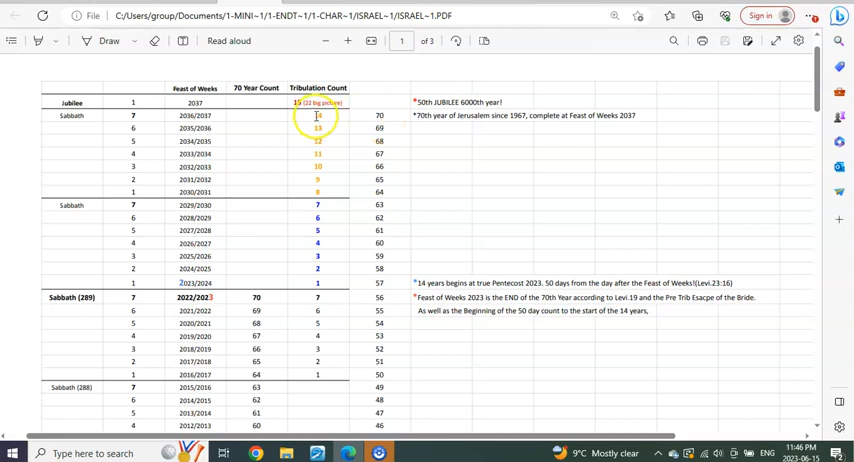 File
C:/Users/group/Documents/1-MINI~1/1-ENDT~1/1-CHAR~1/ISRAEL~1/ISRAEL~1.PDF
Sign in
Draw
Read aloud
1 of 3
Feast of Weeks 70 Year Count Tribulation Count
Jubilee 1 2037 15 (22 big picture) *50th JUBILEE 6000th year!
Sabbath 7 2036/2037 14 70 *70th year of Jerusalem since 1967, complete at Feast of Weeks 2037
6 2035/2036 13 69
5 2034/2035 12 68
4 2033/2034 11 67
3 2032/2033 10 66
2 2031/2032 9 65
1 2030/2031 8 64
Sabbath 7 2029/2030 7 63
6 2028/2029 6 62
5 2027/2028 5 61
4 2026/2027 4 60
3 2025/2026 3 59
2 2024/2025 2 58
1 2023/2024 1 57 *14 years begins at true Pentecost 2023. 50 days from the day after the Feast of Weeks!(Levi.23:16)
Sabbath (289) 7 2022/2023 70 7 56 *Feast of Weeks 2023 is the END of the 70th Year according to Levi.19 and the Pre Trib Esacpe of the Bride.
6 2021/2022 69 6 55 As well as the Beginning of the 50 day count to the start of the 14 years,
5 2020/2021 68 5 54
4 2019/2020 67 4 53
3 2018/2019 66 3 52
2 2017/2018 65 2 51
1 2016/2017 64 1 50
Sabbath (288) 7 2015/2016 63 49
6 2014/2015 62 48
5 2013/2014 61 47
4 2012/2013 60 46
Type here to search
9°C Mostly clear
ENG
11:46 PM
2023-06-15
2